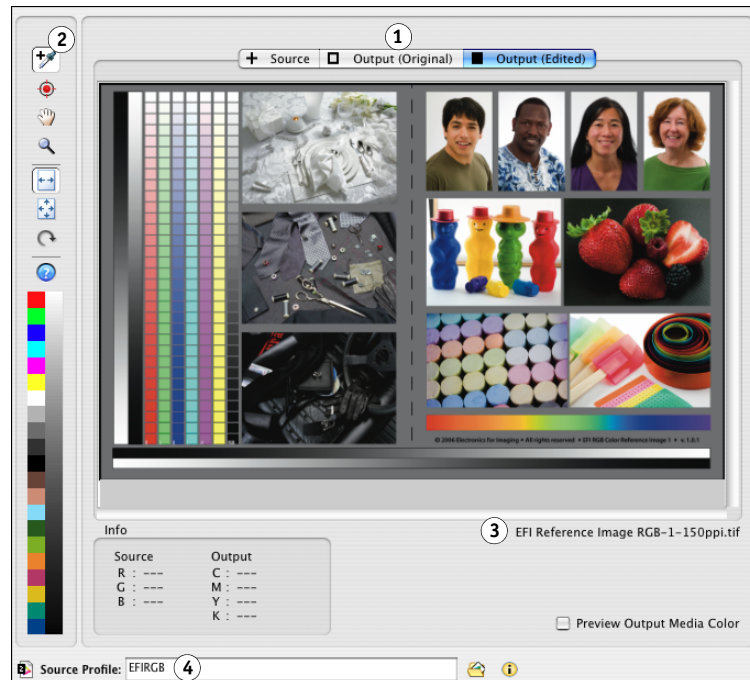 1
2
Source
Output (Original)
Output (Edited)
© 2006 Electronics for Imaging • All rights reserved • EFI RGB Color Reference Image 1 • v. 1.0.1
Info
3
EFI Reference Image RGB-1-150ppi.tif
Source Output
R : --- C : ---
G : --- M : ---
B : --- Y : ---
K : ---
Preview Output Media Color
Source Profile: EFIRGB
4